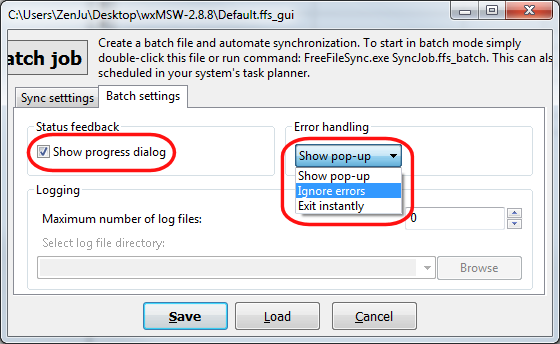 C:\Users\ZenJu\Desktop\wxMSW-2.8.8\Default.ffs_gui
atch job
Create a batch file and automate synchronization. To start in batch mode simply
double-click this file or run command: FreeFileSync.exe SyncJob.ffs_batch. This can als
scheduled in your system's task planner.
Sync setttings
Batch settings
Status feedback
Show progress dialog
Error handling
Show pop-up
Show pop-up
Ignore errors
Exit instantly
Logging
Maximum number of log files:
0
Select log file directory:
Browse
Save
Load
Cancel